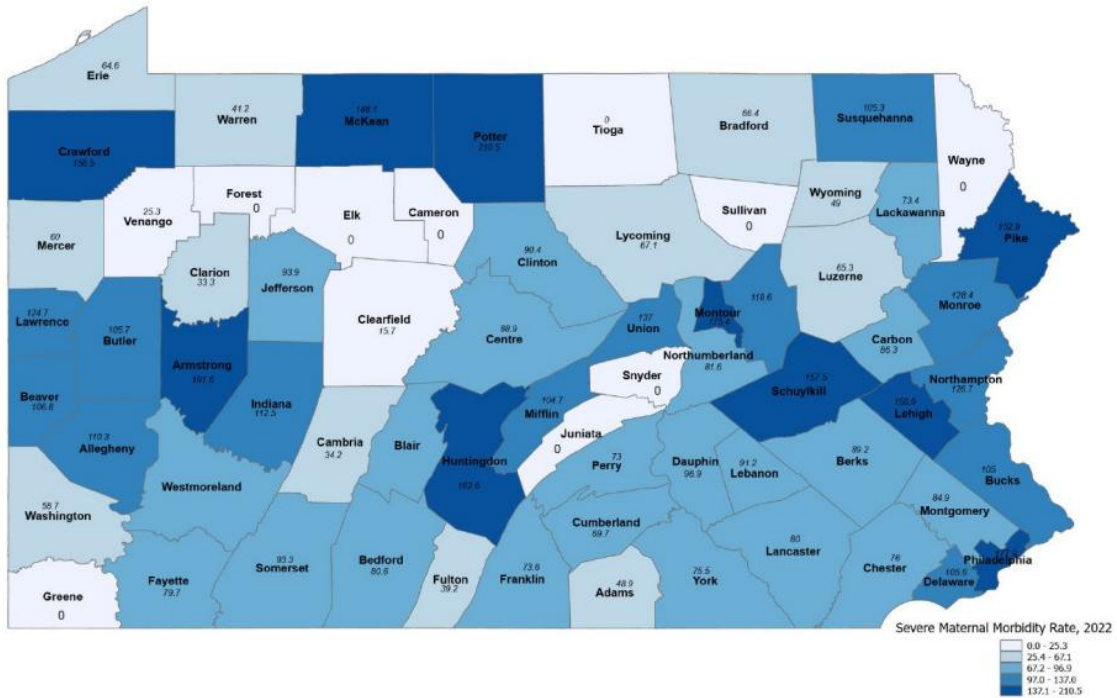 64.6
Erie
41.2
Warren
148.1
McKean
Potter
210.5
0
Tioga
66.4
Bradford
105.3
Susquehanna
Wayne
0
Crawford
Forest
0
25.3
Venango
Elk
0
Cameron
0
Sullivan
0
Wyoming
49
73.4
Lackawanna
152.9
Pike
60
Mercer
Clarion
33.3
93.9
Jefferson
90.4
Clinton
Lycoming
67.1
65.3
Luzerne
124.7
Lawrence
105.7
Butler
Clearfield
15.7
88.9
Centre
137
Union
Montour
118.6
128.4
Monroe
Carbon
86.3
Armstrong
191.6
Beaver
106.8
Indiana
112.5
Northumberland
81.6
Snyder
0
Schuylkill
157.5
Northampton
126.7
Lehigh
110.3
Allegheny
Cambria
34.2
Blair
Huntingdon
104.7
Mifflin
Juniata
0
73
Perry
Dauphin
96.9
91.2
Lebanon
89.2
Berks
105
Bucks
Westmoreland
58.7
Washington
84.9
Montgomery
Cumberland
69.7
80
Lancaster
76
Chester
Philadelphia
105.6
Delaware
Greene
0
Fayette
79.7
93.3
Somerset
Bedford
80.6
Fulton
39.2
73.6
Franklin
48.9
Adams
75.5
York
Severe Maternal Morbidity Rate, 2022
0.0 - 25.3
25.4 - 67.1
67.2 - 96.9
97.0 - 137.0
137.1 - 210.5